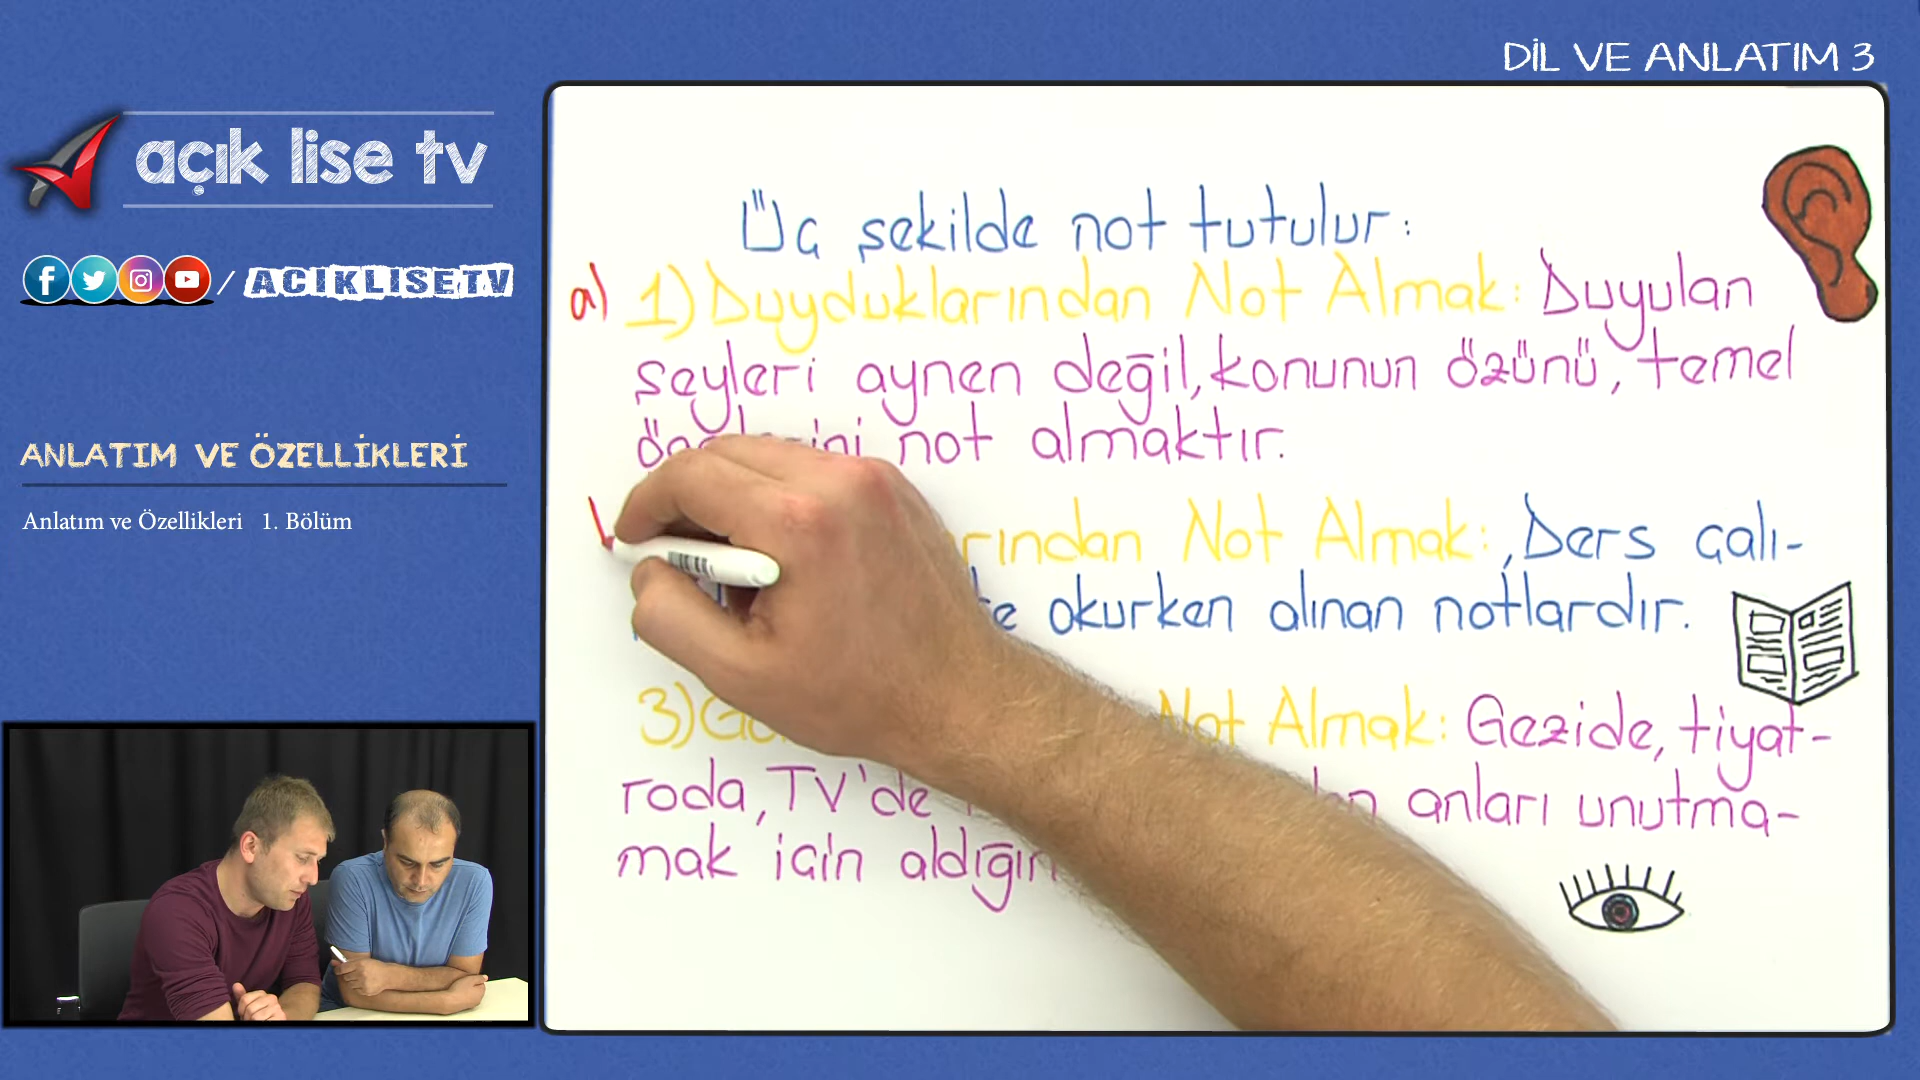 DİL VE ANLATIM 3
açık lise tv
/ ACIKLISETV
ANLATIM VE ÖZELLİKLERİ
Anlatım ve Özellikleri 1. Bölüm
Üç şekilde not tutulur:
a) 1) Duyduklarından Not Almak: Duyulan
şeyleri aynen değil, konunun özünü, temel
not almaktır.
Not Almak: Ders çalı-
okurken alınan notlardır.
3) Not Almak: Gezide, tiyat-
roda, TV'de anları unutma-
mak için